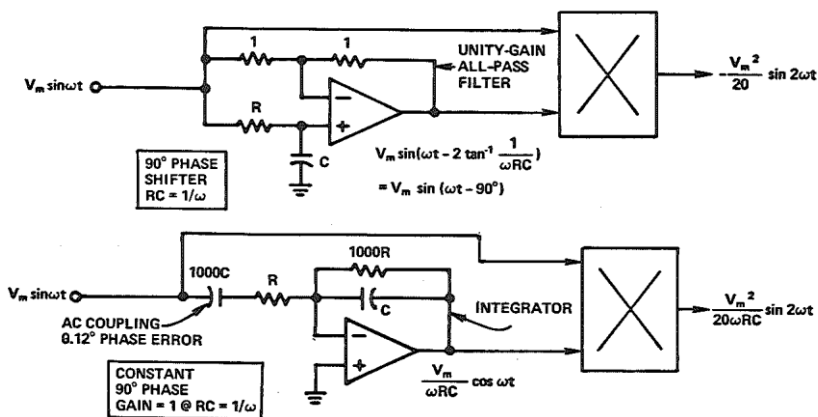 1
1
UNITY-GAIN
ALL-PASS
FILTER
V_m sinωt
R
C
−
+
90° PHASE
SHIFTER
RC = 1/ω
V_m sin(ωt − 2 tan⁻¹ 1/ωRC)
= V_m sin (ωt − 90°)
−V_m²/20 sin 2ωt
1000R
1000C
R
C
V_m sinωt
AC COUPLING
0.12° PHASE ERROR
−
+
INTEGRATOR
V_m²/20ωRC sin 2ωt
V_m/ωRC cos ωt
CONSTANT
90° PHASE
GAIN = 1 @ RC = 1/ω